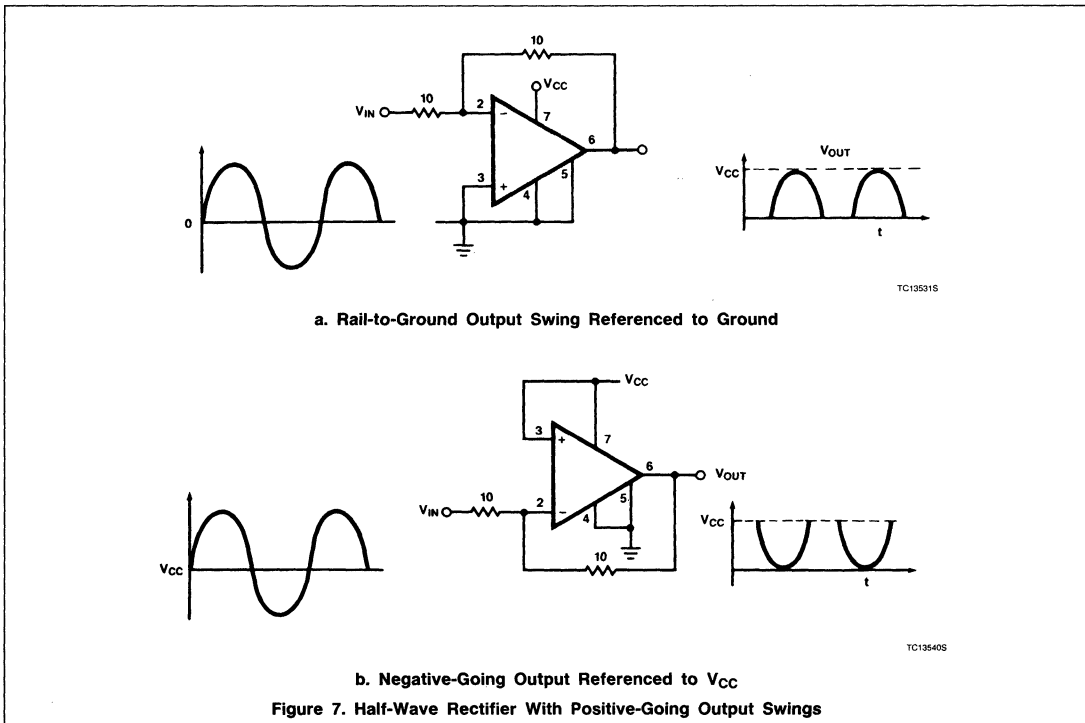 10
VCC
10
VIN
2
−
7
6
3
+
4
5
0
VOUT
VCC
t
TC13531S
a. Rail-to-Ground Output Swing Referenced to Ground
VCC
3
+
7
6
VOUT
10
VIN
2
−
4
5
10
VCC
VCC
t
TC13540S
b. Negative-Going Output Referenced to VCC
Figure 7. Half-Wave Rectifier With Positive-Going Output Swings